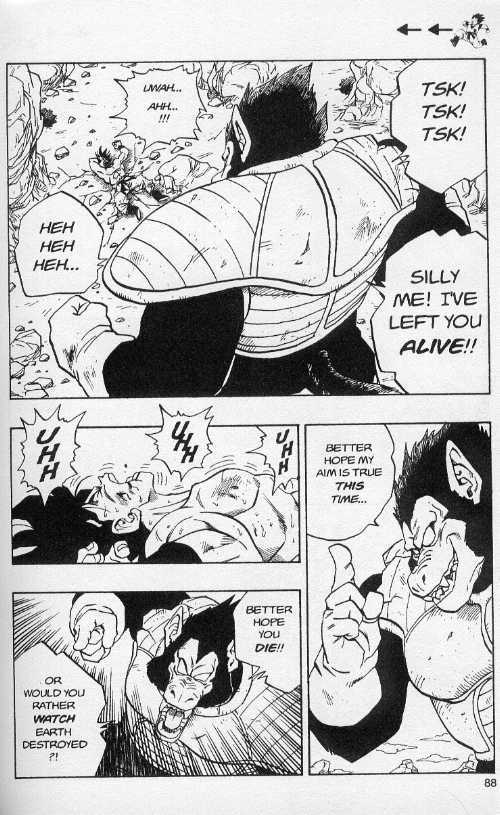 TSK!
TSK!
TSK!
UWAH...
AHH...
!!!
SILLY
ME! I'VE
LEFT YOU
ALIVE!!
HEH
HEH
HEH...
BETTER
HOPE MY
AIM IS TRUE
THIS
TIME...
UHH
UHH
UHH
BETTER
HOPE
YOU
DIE!!
OR
WOULD YOU
RATHER
WATCH
EARTH
DESTROYED
?!
88